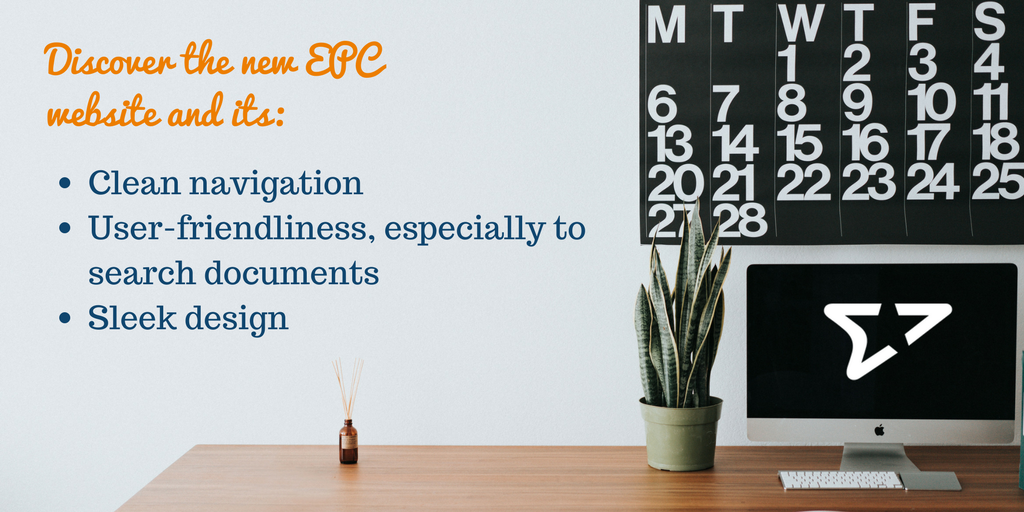 Discover the new EPC
website and its:
• Clean navigation
• User-friendliness, especially to
search documents
• Sleek design
M T W T F S
1 2 3 4
6 7 8 9 10 11
13 14 15 16 17 18
20 21 22 23 24 25
27 28